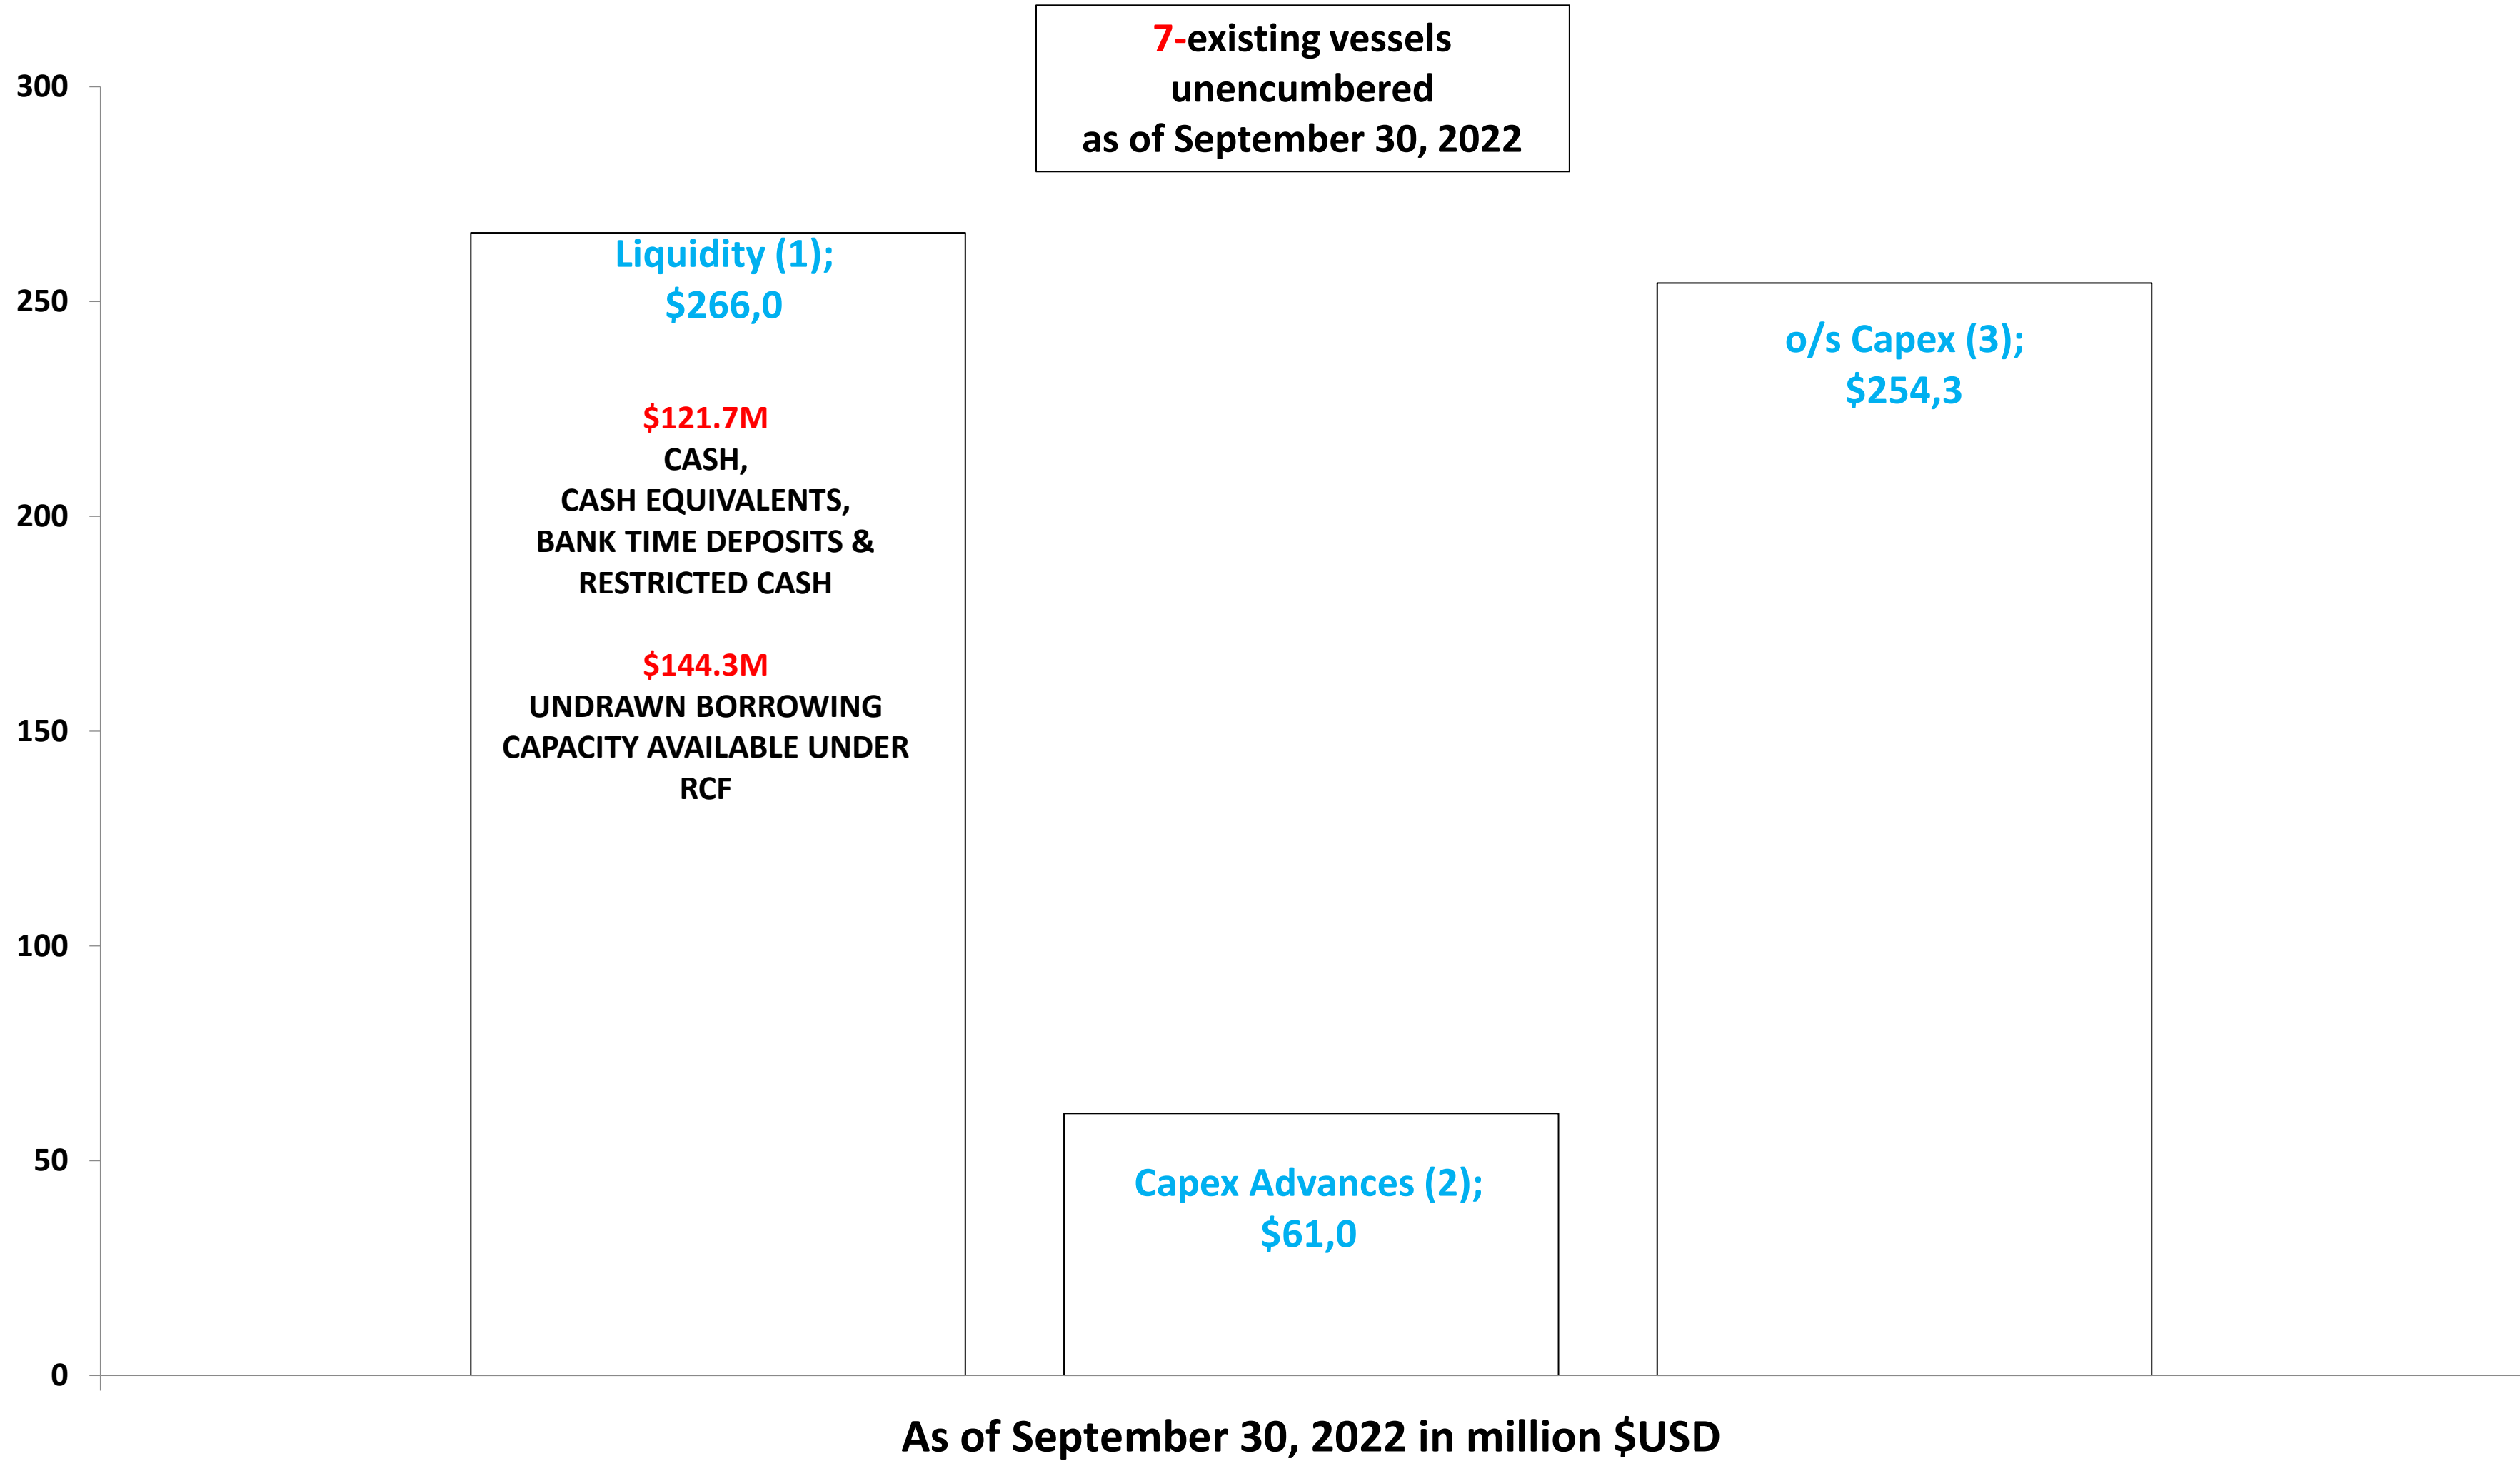 7-existing vessels
unencumbered
as of September 30, 2022
300
250
200
150
100
50
0
Liquidity (1);
$266,0
$121.7M
CASH,
CASH EQUIVALENTS,
BANK TIME DEPOSITS &
RESTRICTED CASH
$144.3M
UNDRAWN BORROWING
CAPACITY AVAILABLE UNDER
RCF
Capex Advances (2);
$61,0
o/s Capex (3);
$254,3
As of September 30, 2022 in million $USD